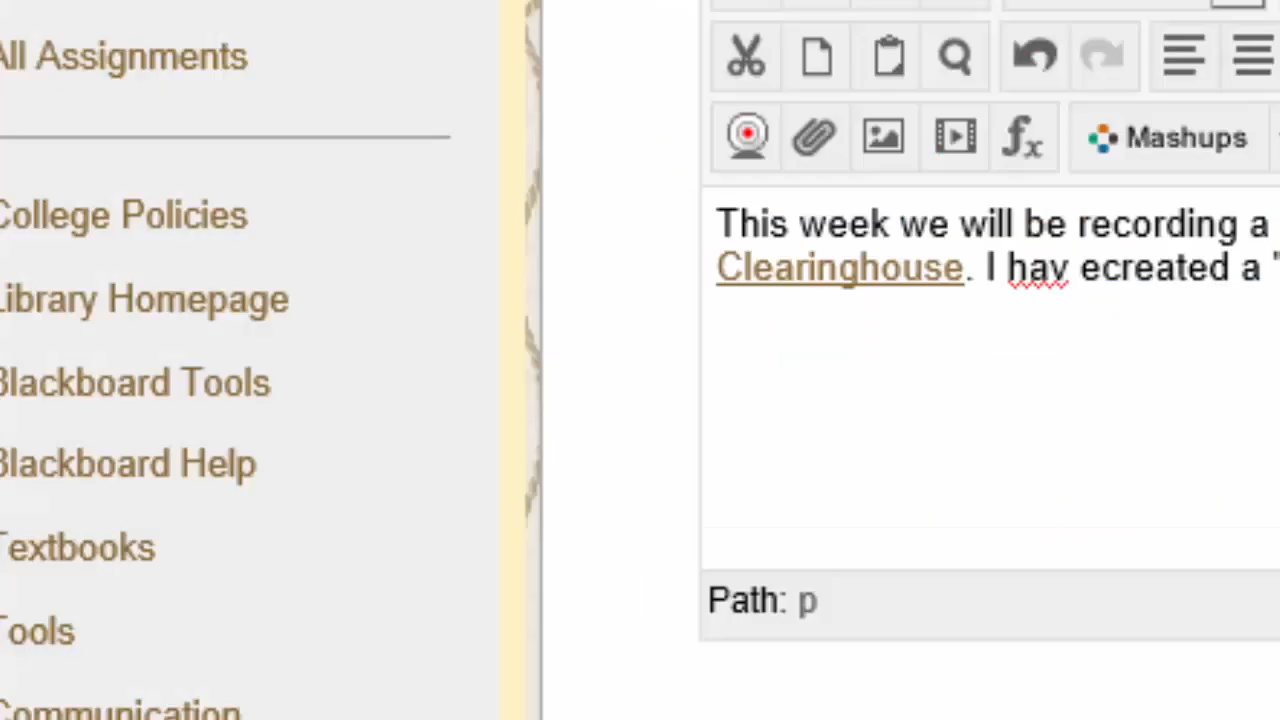 All Assignments
College Policies
Library Homepage
Blackboard Tools
Blackboard Help
Textbooks
Tools
Communication
fx
Mashups
This week we will be recording a
Clearinghouse. I hav ecreated a "
Path: p